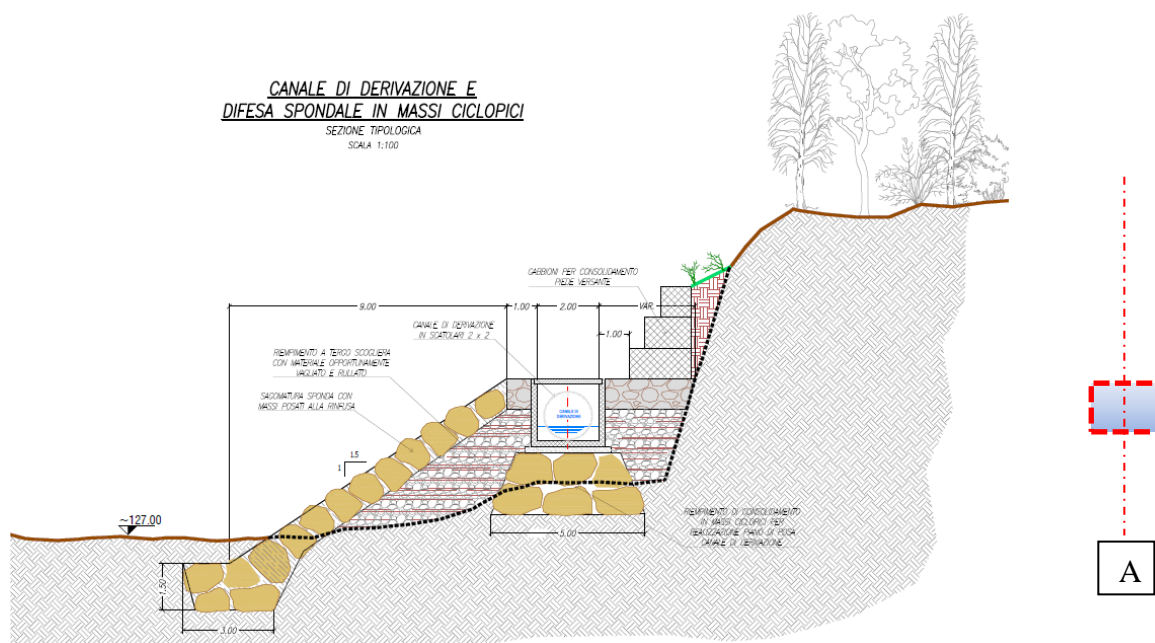 CANALE DI DERIVAZIONE E
DIFESA SPONDALE IN MASSI CICLOPICI
SEZIONE TIPOLOGICA
SCALA 1:100
GABBIONI PER CONSOLIDAMENTO
PIEDE VERSANTE
9.00
1.00
2.00
VAR.
1.00
CANALE DI DERIVAZIONE
IN SCATOLARI 2 x 2
RIEMPIMENTO A TERGO SCOGLIERA
CON MATERIALE OPPORTUNAMENTE
VAGLIATO E RULLATO
SAGOMATURA SPONDA CON
MASSI POSATI ALLA RINFUSA
CANALE DI
DERIVAZIONE
1.5
1
~127.00
RIEMPIMENTO DI CONSOLIDAMENTO
IN MASSI CICLOPICI PER
REALIZZAZIONE PIANO DI POSA
CANALE DI DERIVAZIONE
5.00
1.50
3.00
A